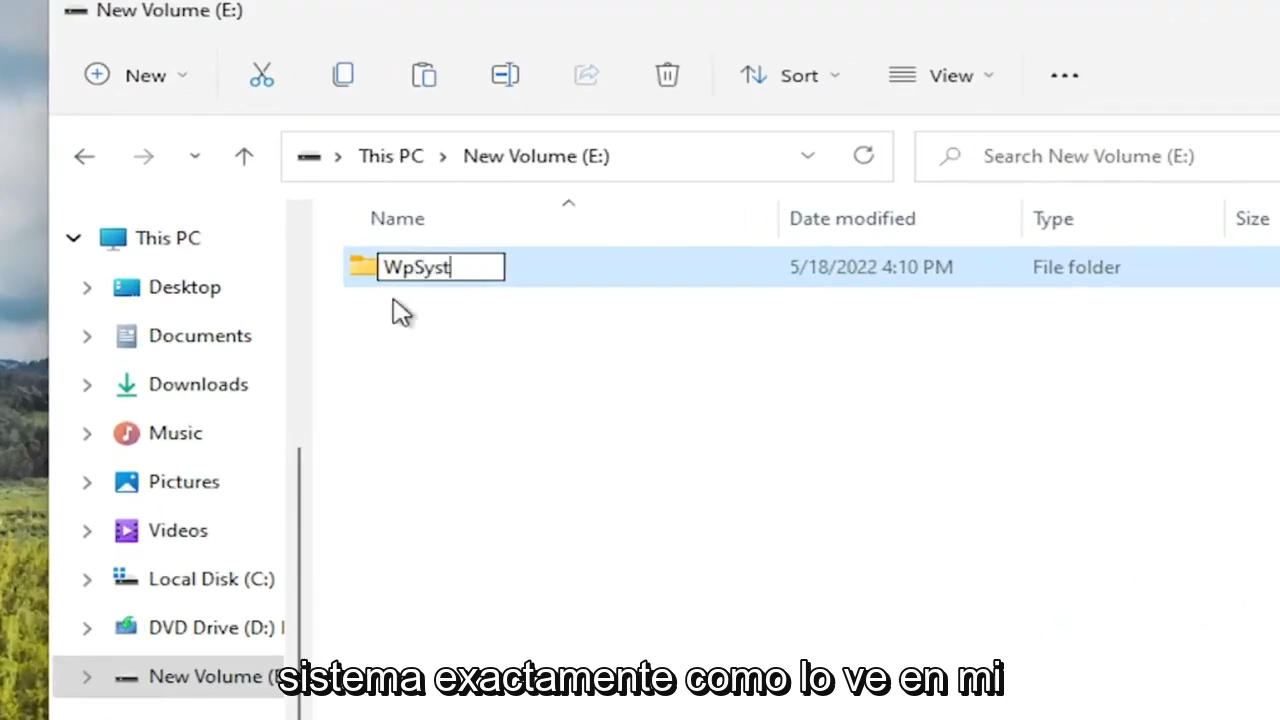 New Volume (E:)
New
Sort
View
This PC
New Volume (E:)
Search New Volume (E:)
Name
Date modified
Type
Size
WpSyst
5/18/2022 4:10 PM
File folder
This PC
Desktop
Documents
Downloads
Music
Pictures
Videos
Local Disk (C:)
DVD Drive (D:)
New Volume (
sistema exactamente como lo ve en mi